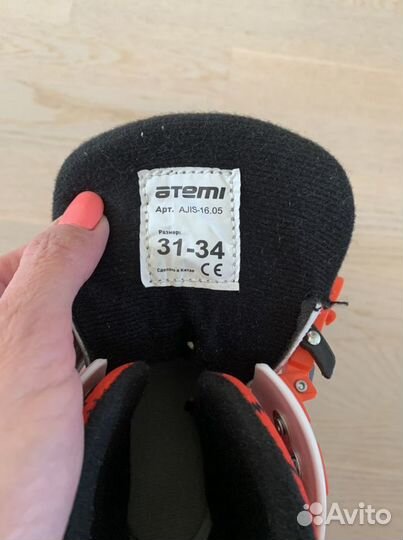 ATEMI
Арт. AJIS-16.05
Размер:
31-34
Сделано в Китае CE
Avito